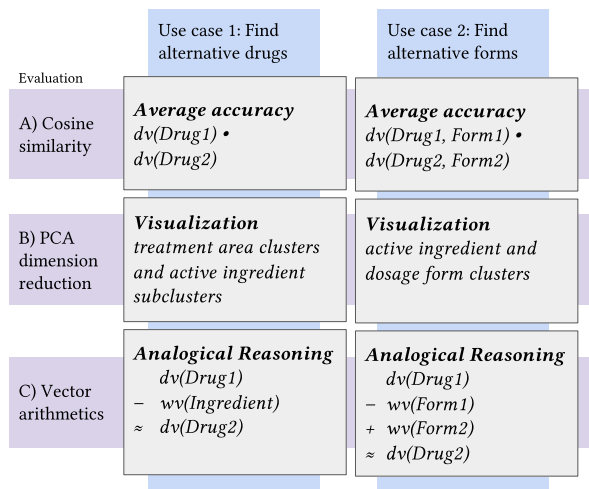 Use case 1: Find
alternative drugs
Use case 2: Find
alternative forms
Evaluation
A) Cosine
similarity
Average accuracy
dv(Drug1) •
dv(Drug2)
Average accuracy
dv(Drug1, Form1) •
dv(Drug2, Form2)
B) PCA
dimension
reduction
Visualization
treatment area clusters
and active ingredient
subclusters
Visualization
active ingredient and
dosage form clusters
C) Vector
arithmetics
Analogical Reasoning
dv(Drug1)
− wv(Ingredient)
≈ dv(Drug2)
Analogical Reasoning
dv(Drug1)
− wv(Form1)
+ wv(Form2)
≈ dv(Drug2)